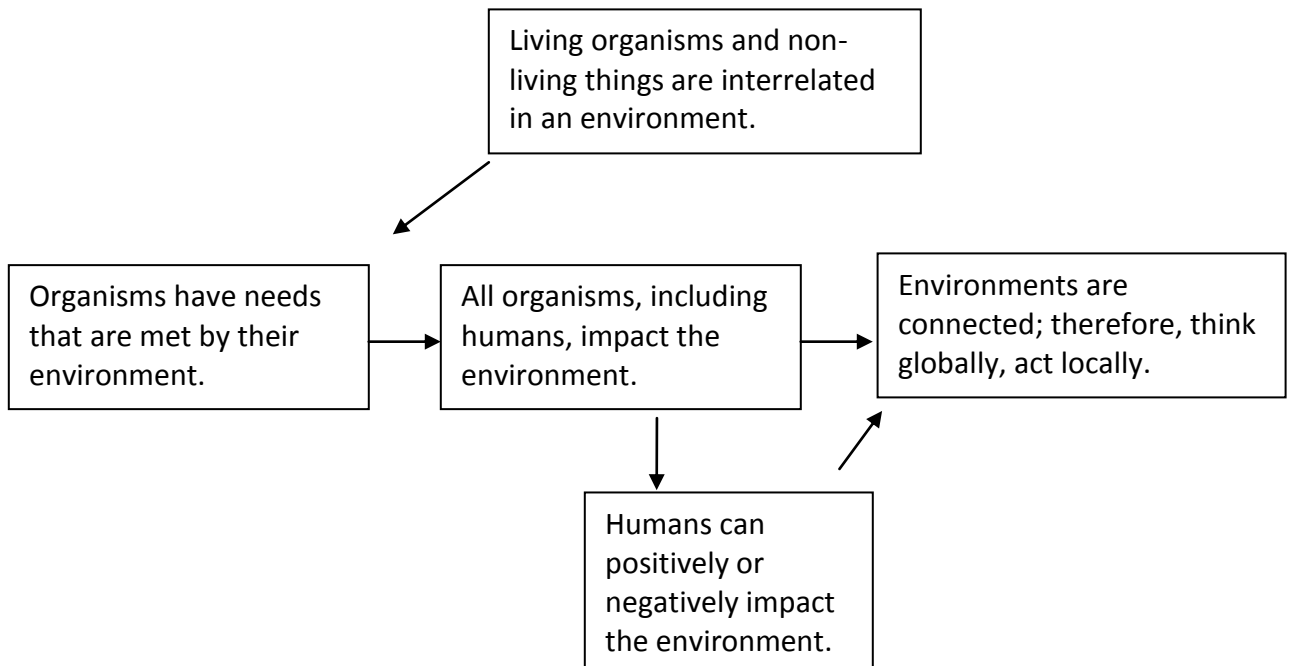 Living organisms and non-
living things are interrelated
in an environment.
Organisms have needs
that are met by their
environment.
All organisms, including
humans, impact the
environment.
Environments are
connected; therefore, think
globally, act locally.
Humans can
positively or
negatively impact
the environment.